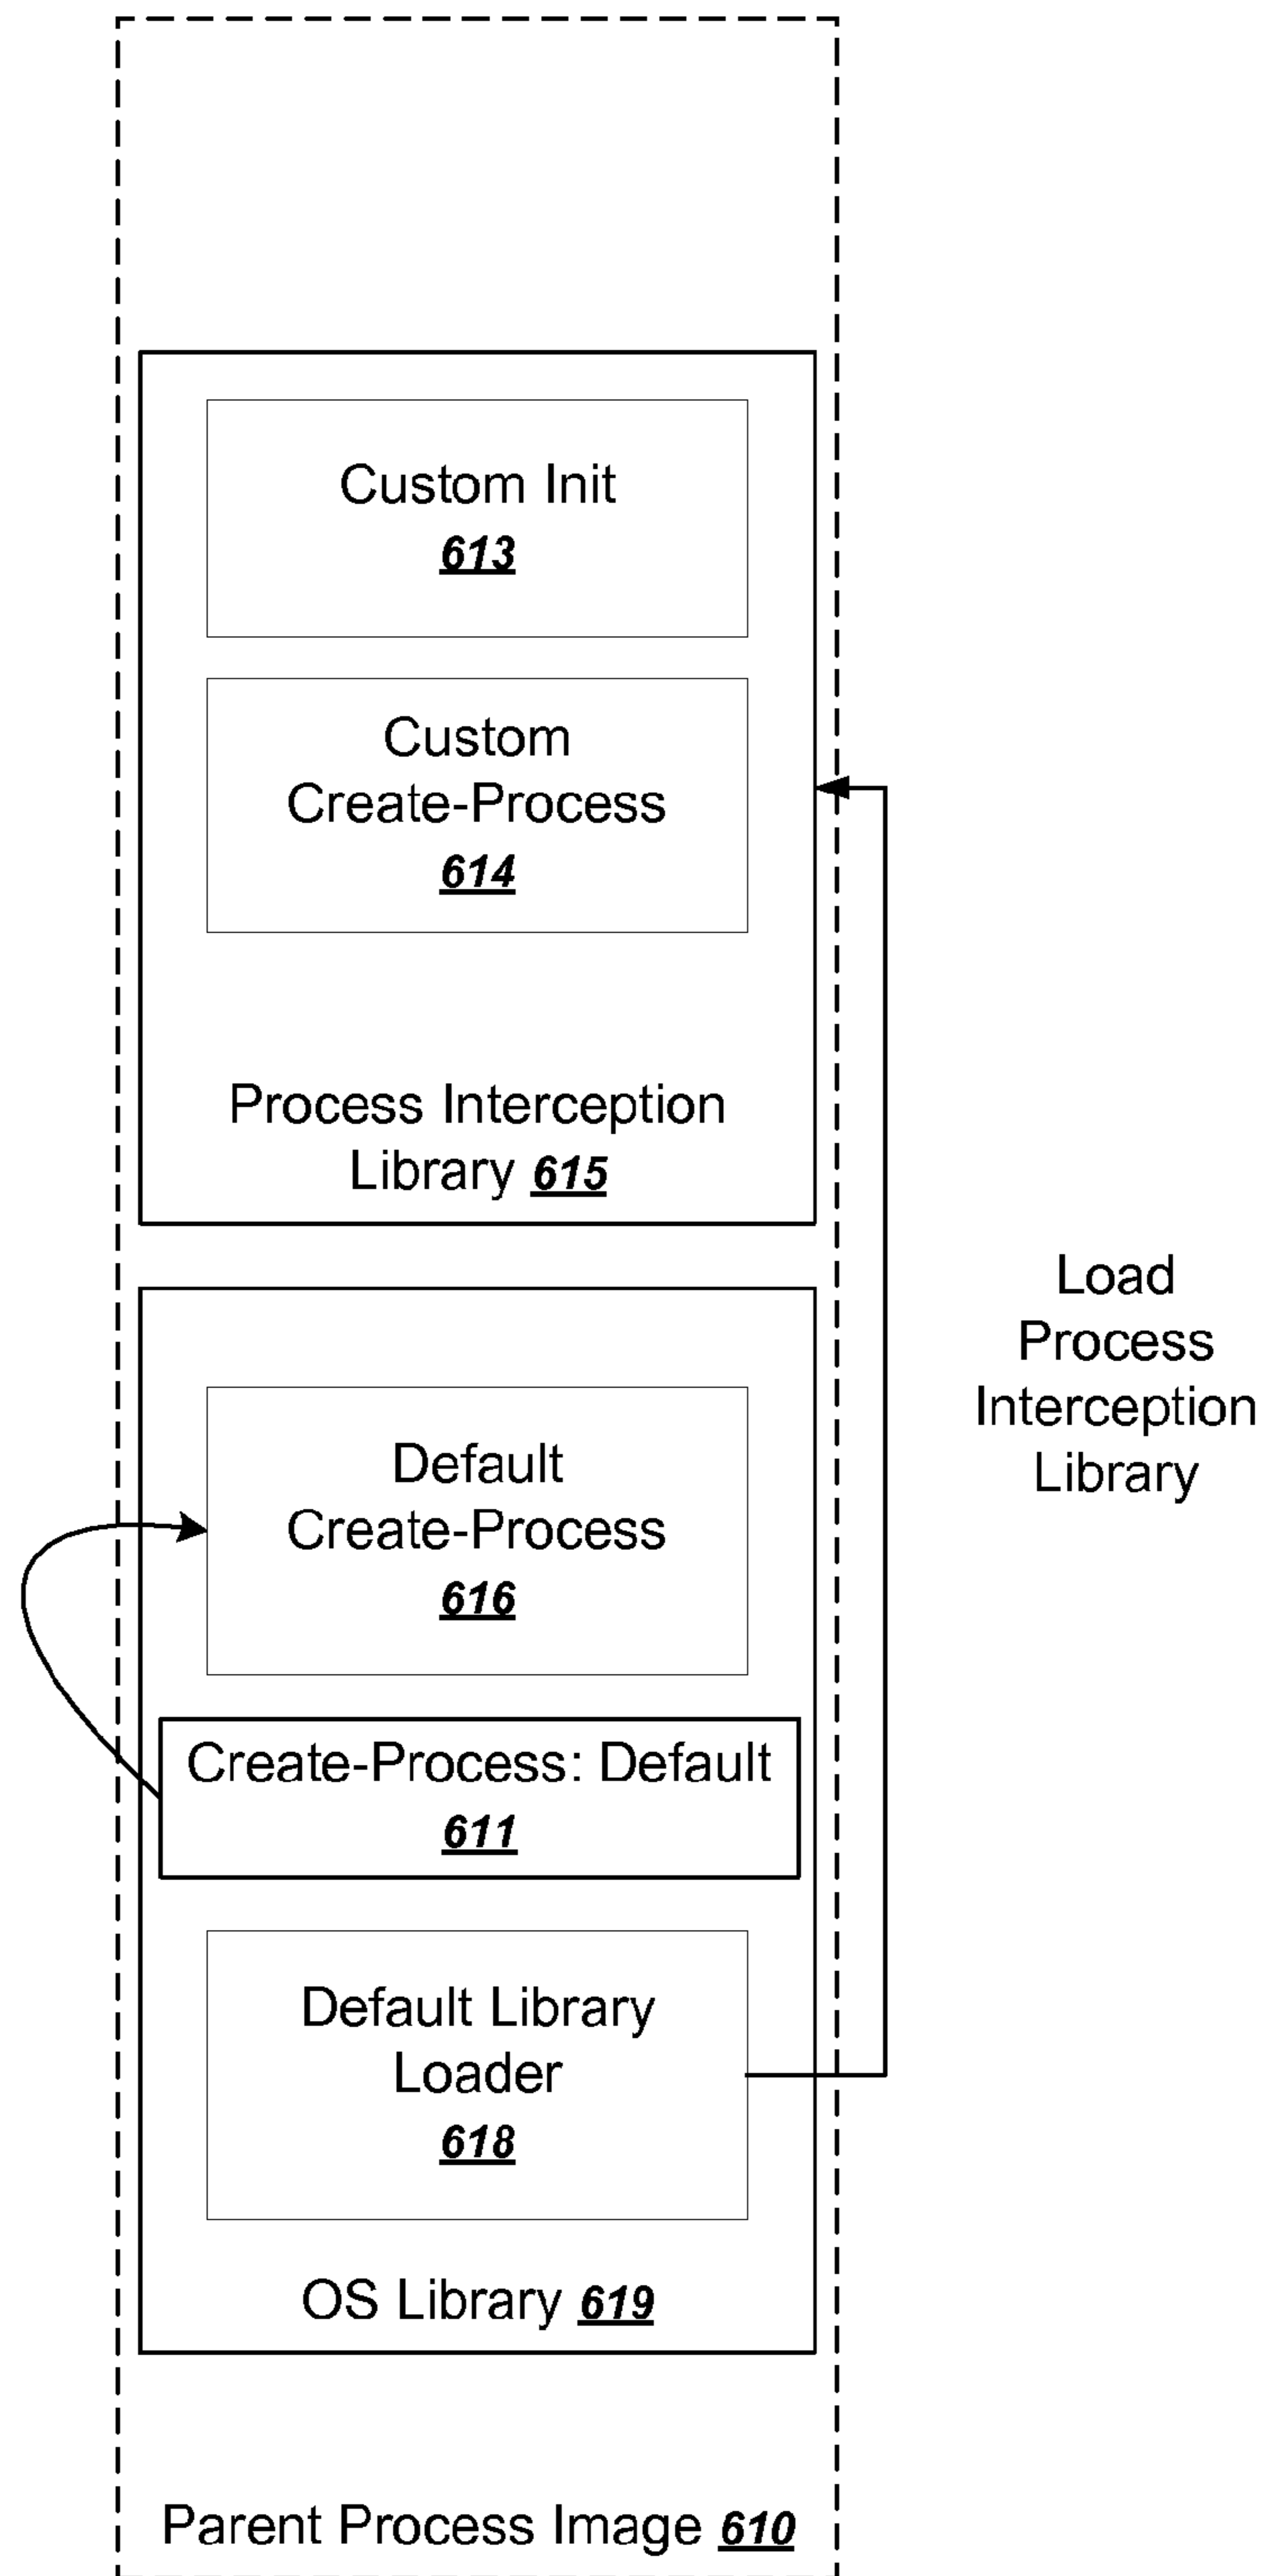 Custom Init
613
Custom
Create-Process
614
Process Interception
Library 615
Load
Process
Interception
Library
Default
Create-Process
616
Create-Process: Default
611
Default Library
Loader
618
OS Library 619
Parent Process Image 610